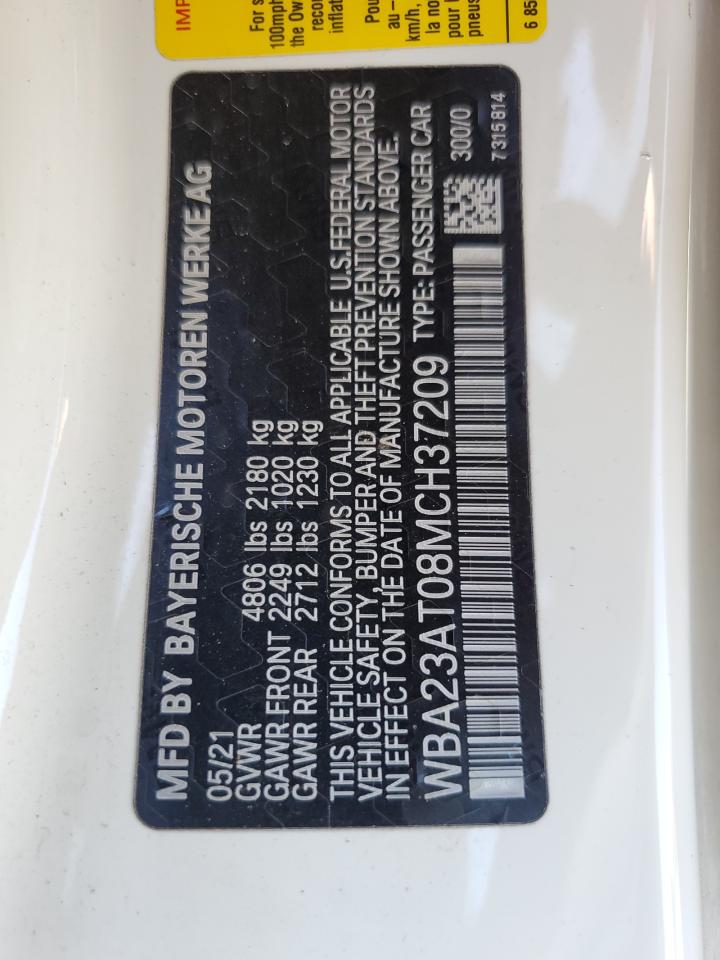 IMP
For s
100mph
the Ow
recor
inflat
Pou
au –
km/h,
la no
pour l
pneus
6 85
MFD BY BAYERISCHE MOTOREN WERKE AG
05/21
GVWR 4806 lbs 2180 kg
GAWR FRONT 2249 lbs 1020 kg
GAWR REAR 2712 lbs 1230 kg
THIS VEHICLE CONFORMS TO ALL APPLICABLE U.S.FEDERAL MOTOR
VEHICLE SAFETY, BUMPER AND THEFT PREVENTION STANDARDS
IN EFFECT ON THE DATE OF MANUFACTURE SHOWN ABOVE.
WBA23AT08MCH37209 TYPE: PASSENGER CAR
300/0
7 315 814